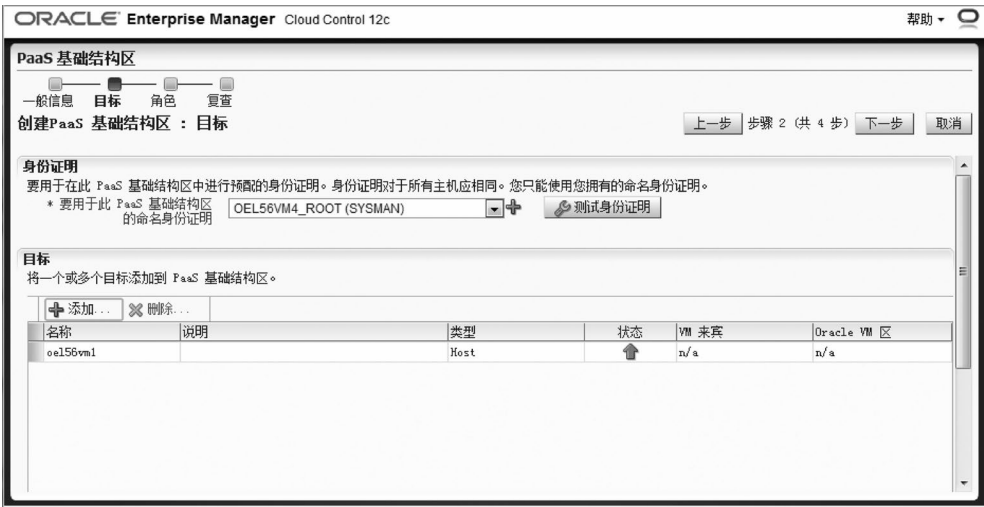 ORACLE Enterprise Manager Cloud Control 12c 帮助
PaaS 基础结构区
一般信息 目标 角色 复查
创建PaaS 基础结构区 : 目标 上一步 步骤 2 (共 4 步) 下一步 取消
身份证明
要用于在此 PaaS 基础结构区中进行预配的身份证明。身份证明对于所有主机应相同。您只能使用您拥有的命名身份证明。
* 要用于此 PaaS 基础结构区
的命名身份证明 OEL56VM4_ROOT (SYSMAN) 测试身份证明
目标
将一个或多个目标添加到 PaaS 基础结构区。
添加... 删除...
名称 说明 类型 状态 VM 来宾 Oracle VM 区
oel56vm1 Host n/a n/a